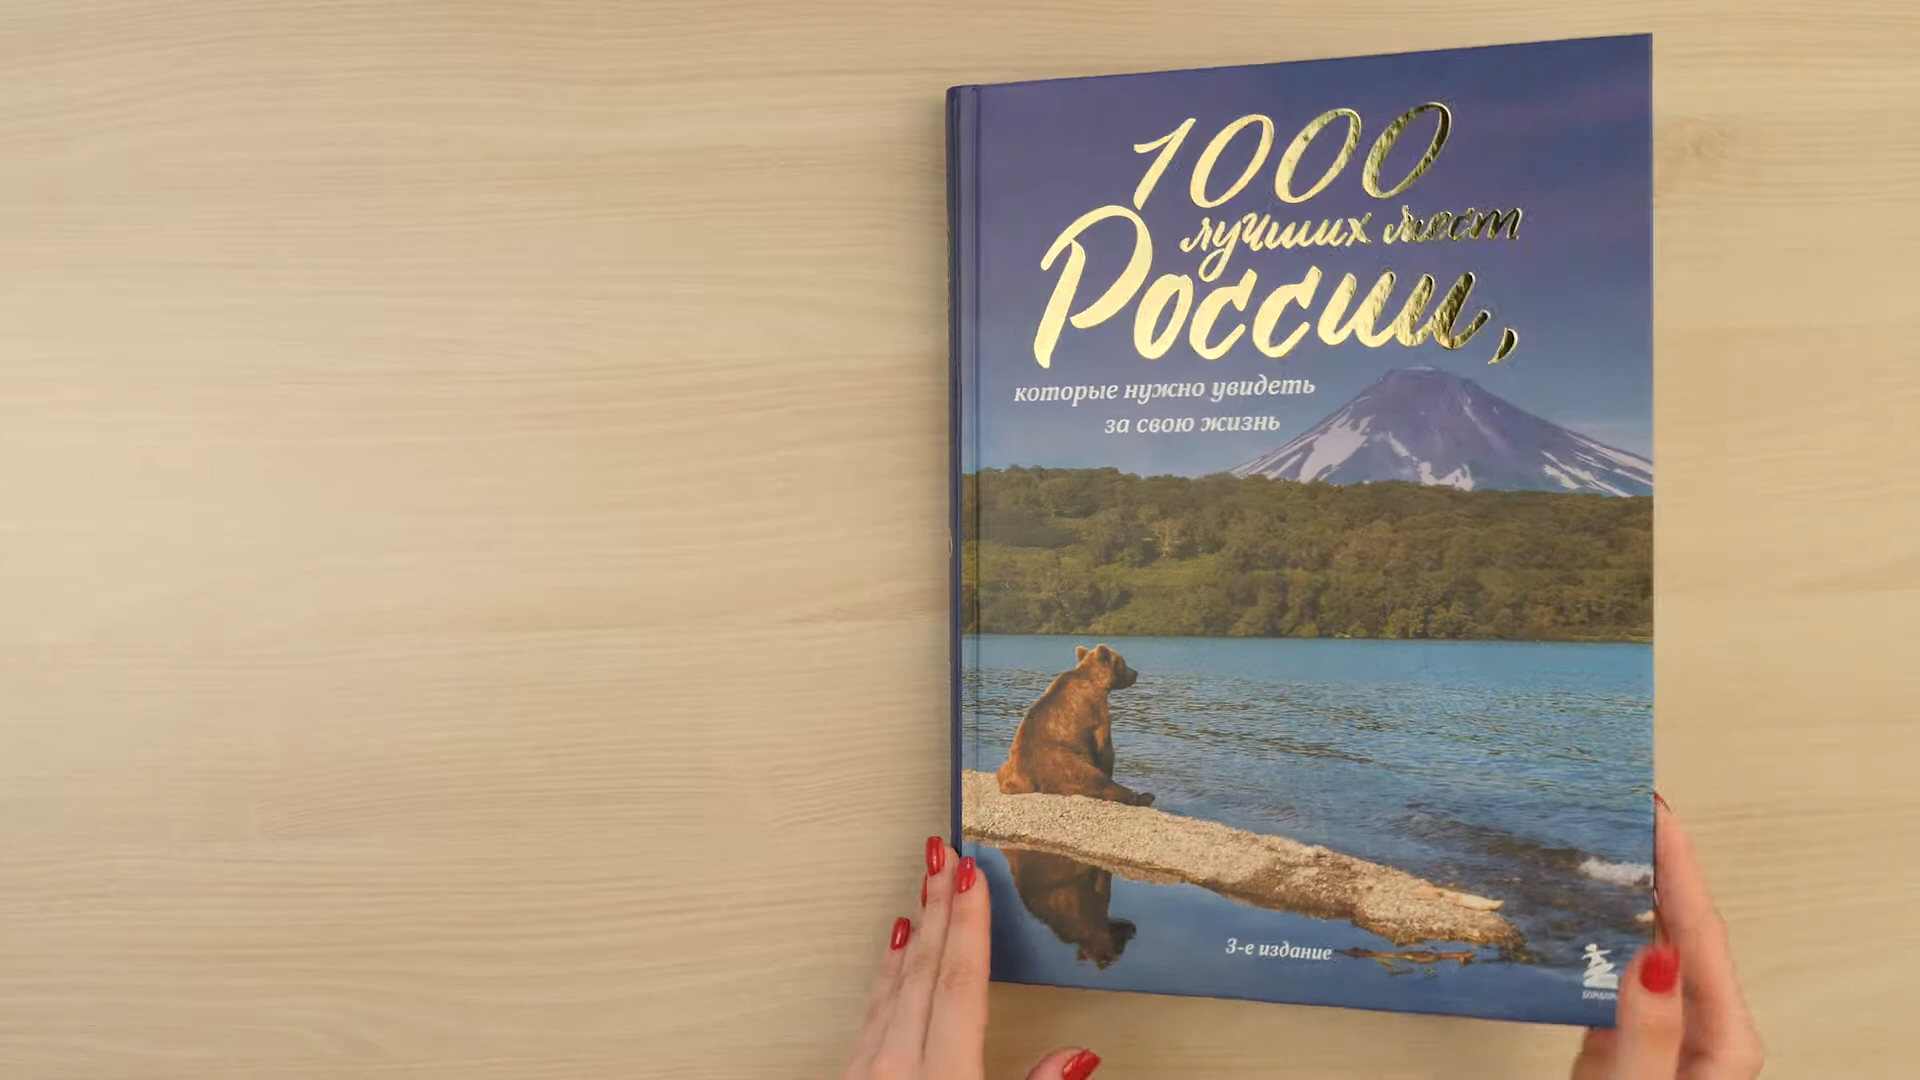 1000
лучших мест
России,
которые нужно увидеть
за свою жизнь
3-е издание